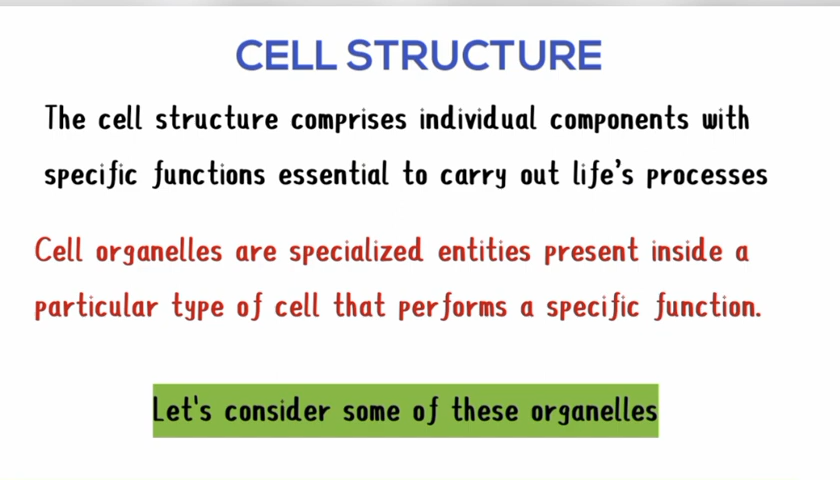 CELL STRUCTURE
The cell structure comprises individual components with
specific functions essential to carry out life's processes
Cell organelles are specialized entities present inside a
particular type of cell that performs a specific function.
Let's consider some of these organelles